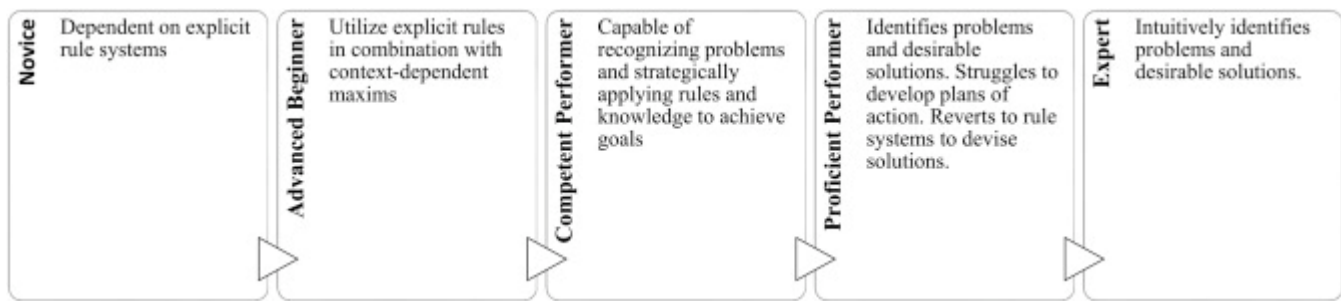 Novice
Dependent on explicit
rule systems
Advanced Beginner
Utilize explicit rules
in combination with
context-dependent
maxims
Competent Performer
Capable of
recognizing problems
and strategically
applying rules and
knowledge to achieve
goals
Proficient Performer
Identifies problems
and desirable
solutions. Struggles to
develop plans of
action. Reverts to rule
systems to devise
solutions.
Expert
Intuitively identifies
problems and
desirable solutions.